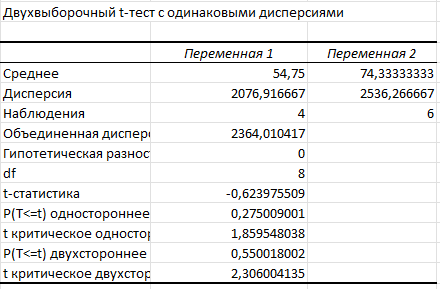 Двухвыборочный t-тест с одинаковыми дисперсиями
Переменная 1 Переменная 2
Среднее 54,75 74,33333333
Дисперсия 2076,916667 2536,266667
Наблюдения 4 6
Объединенная дисперс 2364,010417
Гипотетическая разнос 0
df 8
t-статистика -0,623975509
P(T<=t) одностороннее 0,275009001
t критическое одностор 1,859548038
P(T<=t) двухстороннее 0,550018002
t критическое двухстор 2,306004135